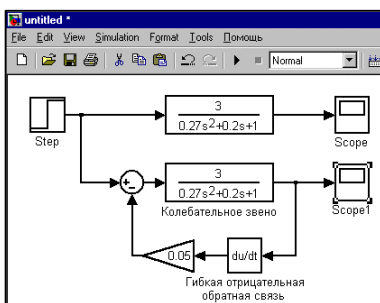 untitled *
File Edit View Simulation Format Tools Помощь
Normal
3
0.27s²+0.2s+1
Step
Scope
3
0.27s²+0.2s+1
Колебательное звено
Scope1
0.05
du/dt
Гибкая отрицательная
обратная связь